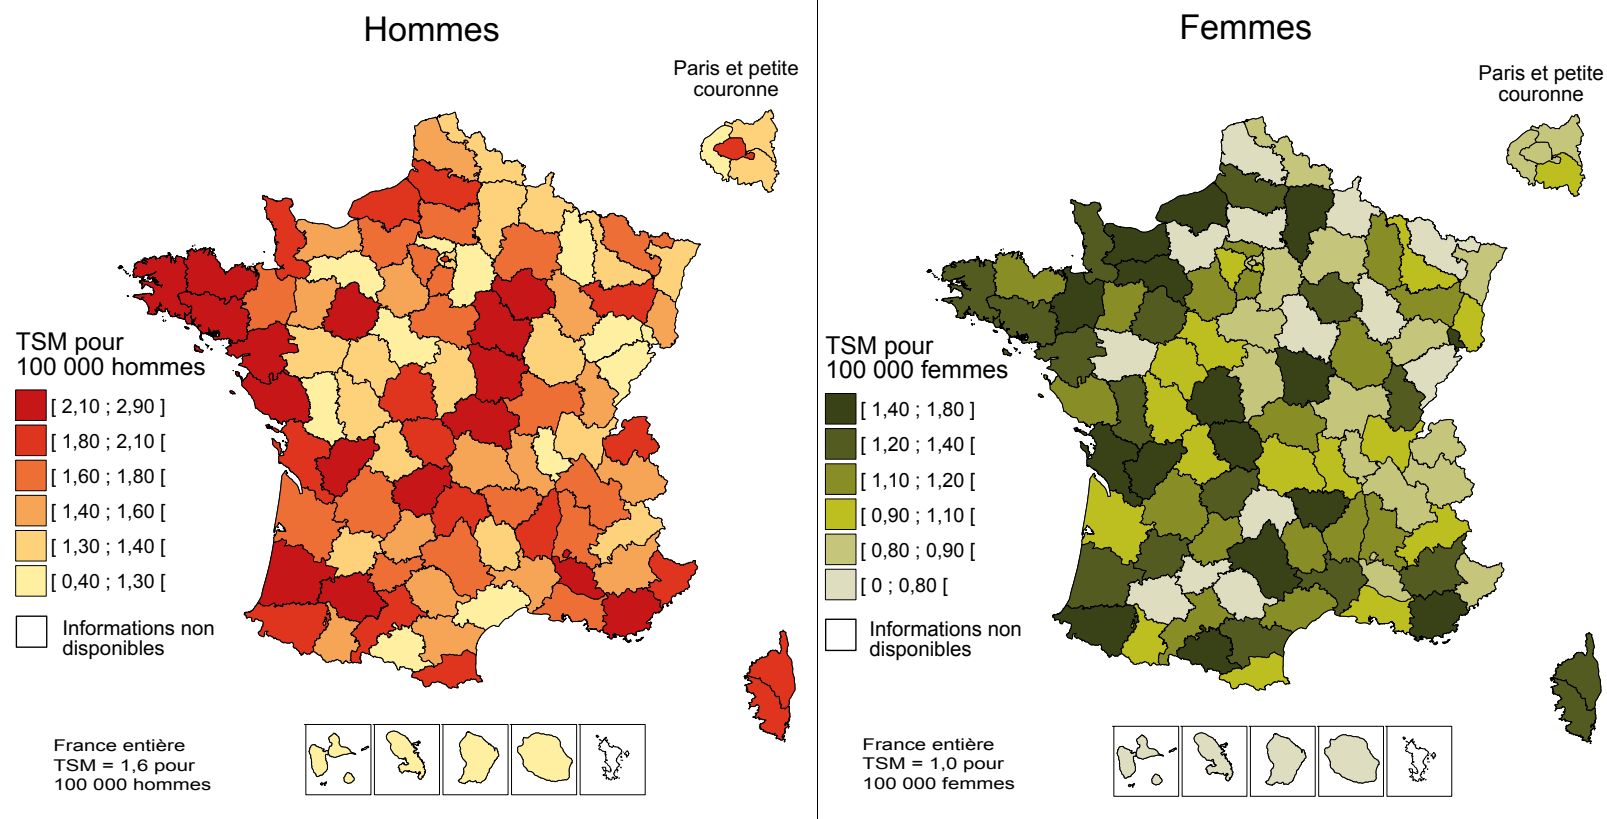 Hommes
Paris et petite
couronne
TSM pour
100 000 hommes
[ 2,10 ; 2,90 ]
[ 1,80 ; 2,10 [
[ 1,60 ; 1,80 [
[ 1,40 ; 1,60 [
[ 1,30 ; 1,40 [
[ 0,40 ; 1,30 [
Informations non
disponibles
France entière
TSM = 1,6 pour
100 000 hommes
Femmes
Paris et petite
couronne
TSM pour
100 000 femmes
[ 1,40 ; 1,80 ]
[ 1,20 ; 1,40 [
[ 1,10 ; 1,20 [
[ 0,90 ; 1,10 [
[ 0,80 ; 0,90 [
[ 0 ; 0,80 [
Informations non
disponibles
France entière
TSM = 1,0 pour
100 000 femmes